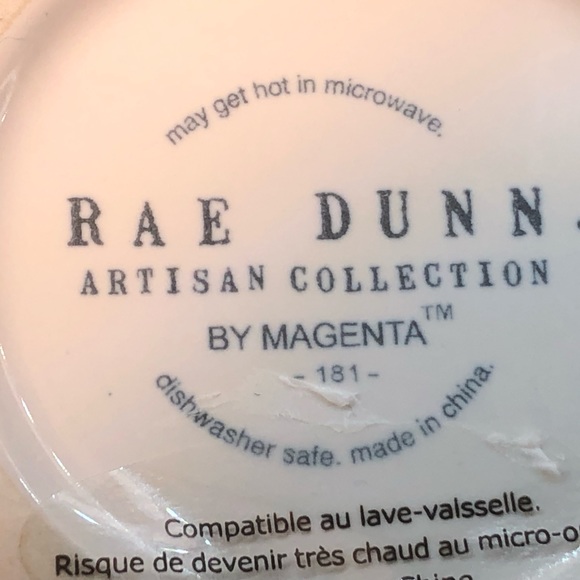 may get hot in microwave.
RAE DUNN
ARTISAN COLLECTION
BY MAGENTA™
- 181 -
dishwasher safe. made in china.
Compatible au lave-vaisselle.
Risque de devenir très chaud au micro-o